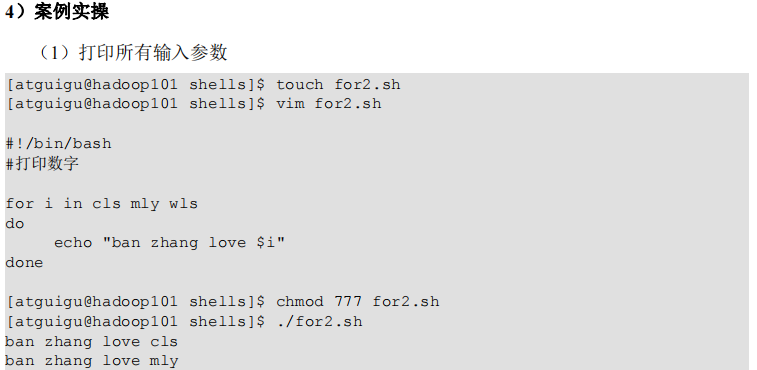 4）案例实操
（1）打印所有输入参数
[atguigu@hadoop101 shells]$ touch for2.sh
[atguigu@hadoop101 shells]$ vim for2.sh
#!/bin/bash
#打印数字
for i in cls mly wls
do
echo "ban zhang love $i"
done
[atguigu@hadoop101 shells]$ chmod 777 for2.sh
[atguigu@hadoop101 shells]$ ./for2.sh
ban zhang love cls
ban zhang love mly